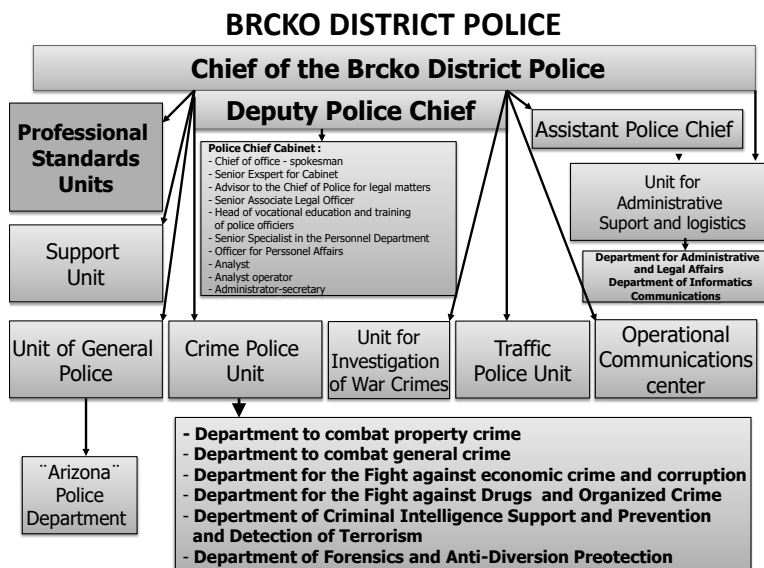 BRCKO DISTRICT POLICE
Chief of the Brcko District Police
Deputy Police Chief
Professional
Standards
Units
Police Chief Cabinet :
- Chief of office - spokesman
- Senior Exspert for Cabinet
- Advisor to the Chief of Police for legal matters
- Senior Associate Legal Officer
- Head of vocational education and training
of police officiers
- Senior Specialist in the Personnel Department
- Officer for Perssonel Affairs
- Analyst
- Analyst operator
- Administrator-secretary
Assistant Police Chief
Unit for
Administrative
Suport and logistics
Department for Administrative
and Legal Affairs
Department of Informatics
Communications
Support
Unit
Unit of General
Police
Crime Police
Unit
Unit for
Investigation
of War Crimes
Traffic
Police Unit
Operational
Communications
center
¨Arizona¨
Police
Department
- Department to combat property crime
- Department to combat general crime
- Department for the Fight against economic crime and corruption
- Department for the Fight against Drugs and Organized Crime
- Department of Criminal Intelligence Support and Prevention
and Detection of Terrorism
- Department of Forensics and Anti-Diversion Preotection